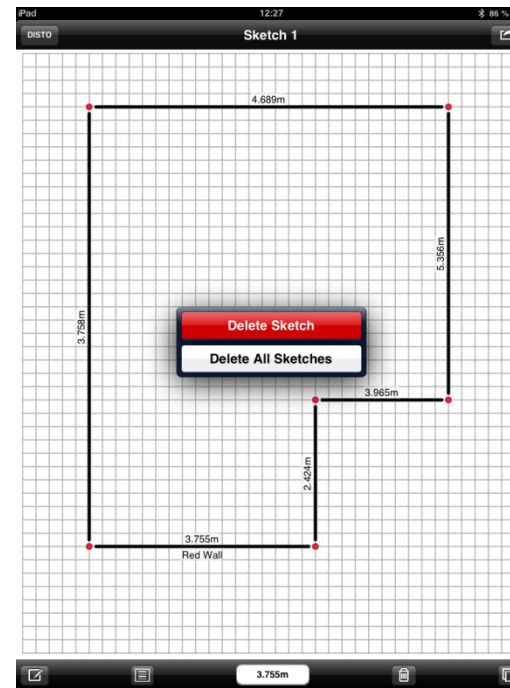 iPad 12:27 86 %
DISTO Sketch 1
4.689m
5.356m
3.758m
Delete Sketch
Delete All Sketches
3.965m
2.424m
3.755m
Red Wall
3.755m